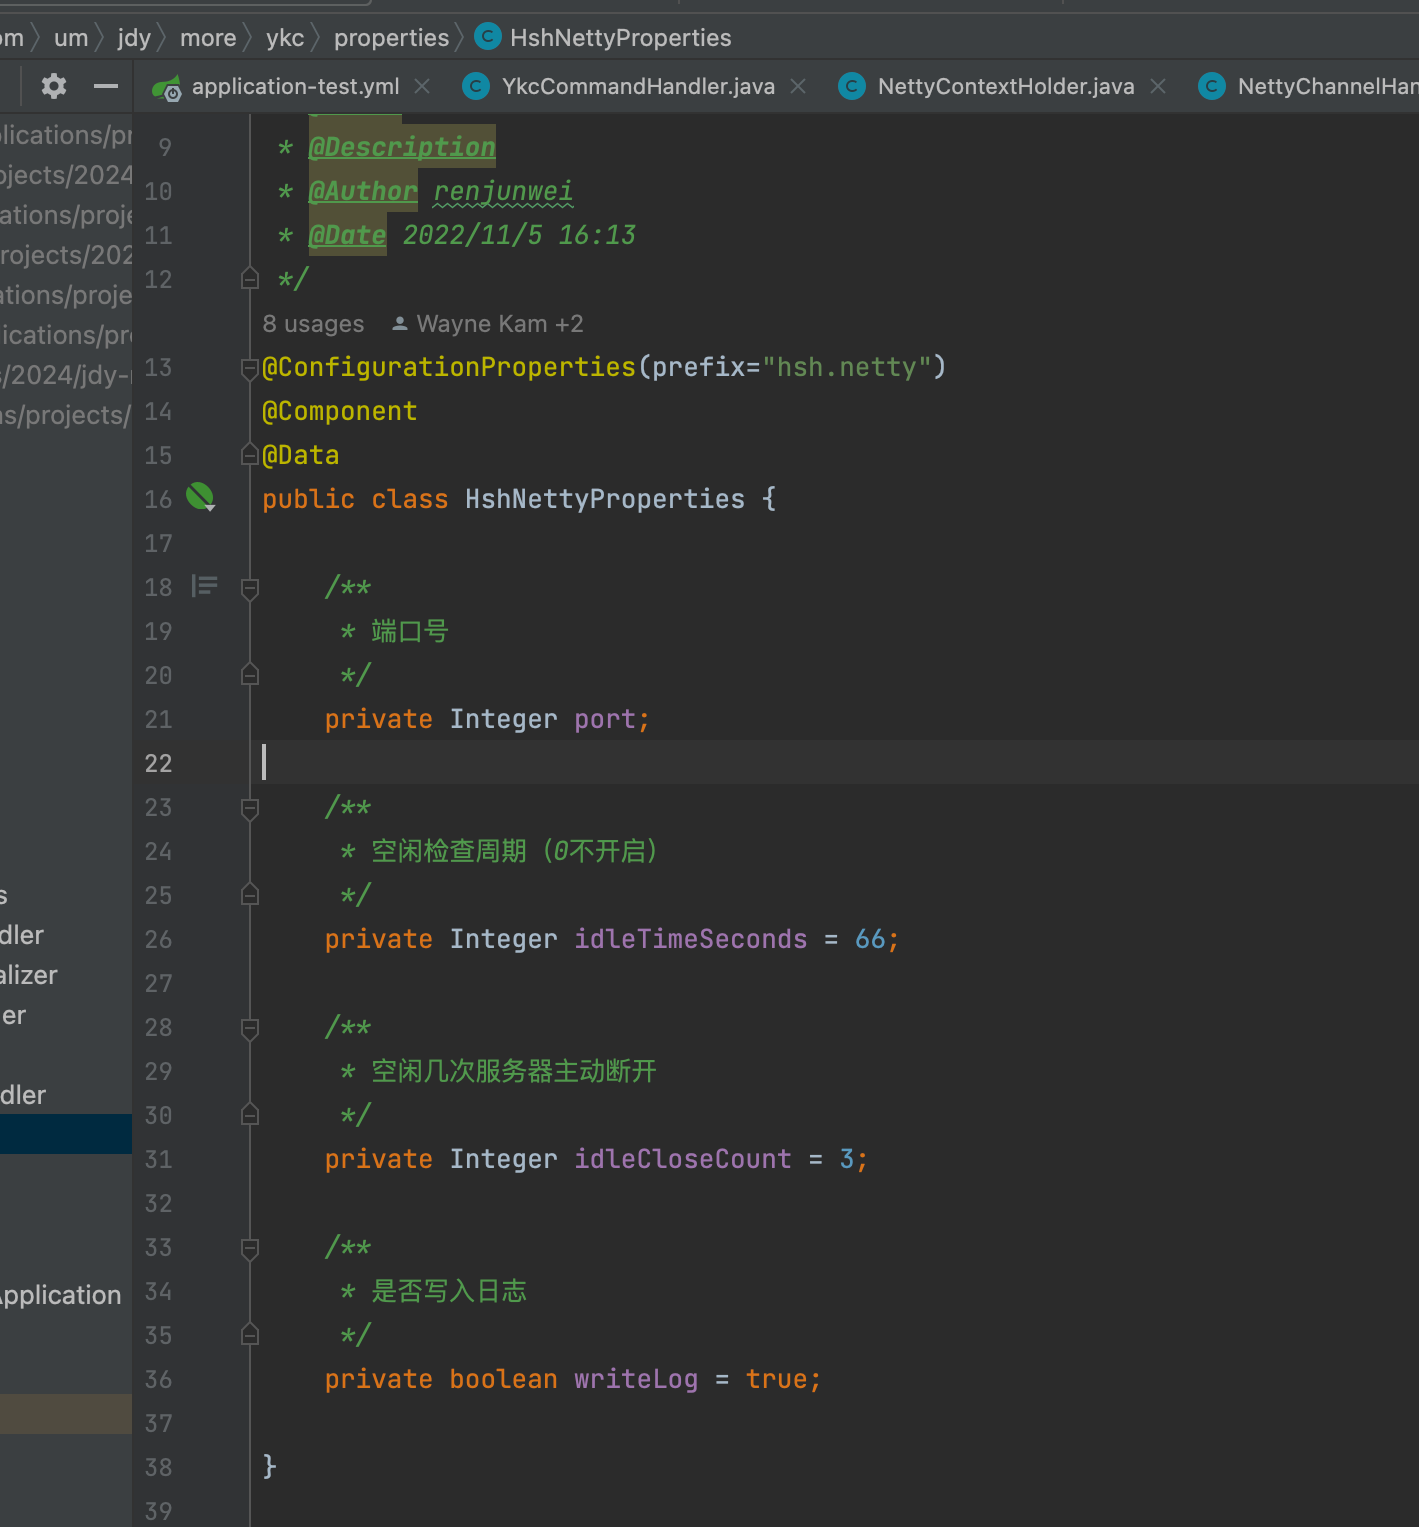 um jdy more ykc properties HshNettyProperties
application-test.yml YkcCommandHandler.java NettyContextHolder.java NettyChannelHan
9 * @Description
10 * @Author renjunwei
11 * @Date 2022/11/5 16:13
12 */
8 usages Wayne Kam +2
13 @ConfigurationProperties(prefix="hsh.netty")
14 @Component
15 @Data
16 public class HshNettyProperties {
17
18 /**
19 * 端口号
20 */
21 private Integer port;
22
23 /**
24 * 空闲检查周期（0不开启）
25 */
26 private Integer idleTimeSeconds = 66;
27
28 /**
29 * 空闲几次服务器主动断开
30 */
31 private Integer idleCloseCount = 3;
32
33 /**
34 * 是否写入日志
35 */
36 private boolean writeLog = true;
37
38 }
39
lications/pr
ojects/2024
ations/proje
rojects/202
ations/proje
lications/pr
s/2024/jdy-
ns/projects/
s
dler
alizer
er
dler
Application